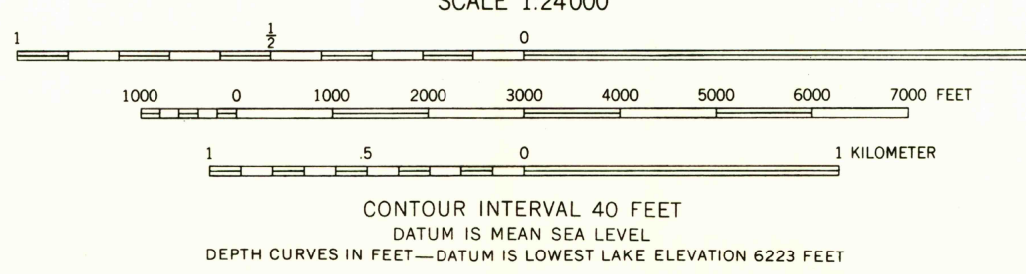 SCALE 1:24000
1 ½ 0
1000 0 1000 2000 3000 4000 5000 6000 7000 FEET
1 .5 0 1 KILOMETER
CONTOUR INTERVAL 40 FEET
DATUM IS MEAN SEA LEVEL
DEPTH CURVES IN FEET—DATUM IS LOWEST LAKE ELEVATION 6223 FEET